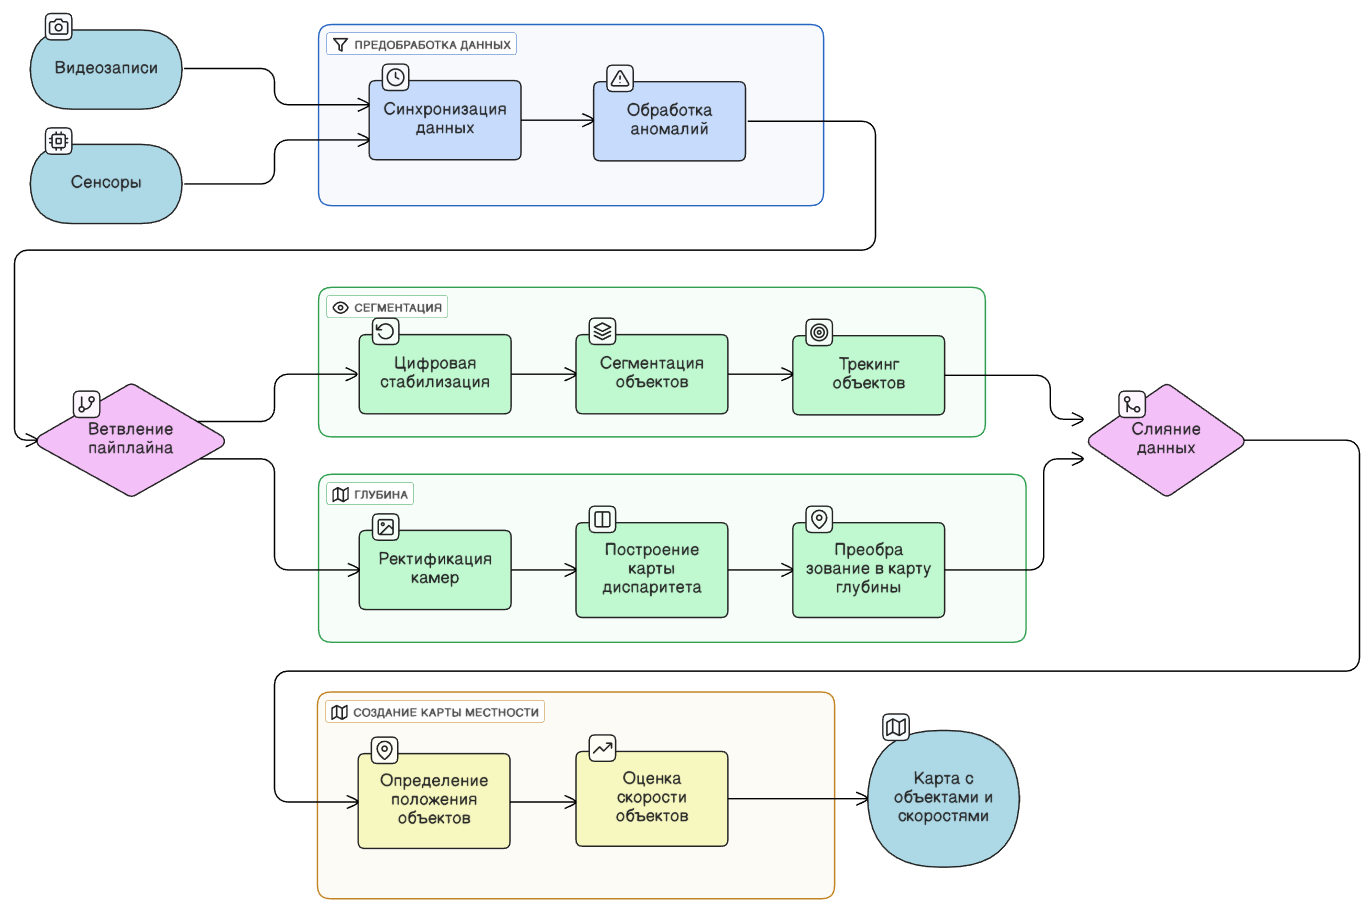 Видеозаписи
Сенсоры
ПРЕДОБРАБОТКА ДАННЫХ
Синхронизация
данных
Обработка
аномалий
Ветвление
пайплайна
СЕГМЕНТАЦИЯ
Цифровая
стабилизация
Сегментация
объектов
Трекинг
объектов
ГЛУБИНА
Ректификация
камер
Построение
карты
диспаритета
Преобра
зование в карту
глубины
Слияние
данных
СОЗДАНИЕ КАРТЫ МЕСТНОСТИ
Определение
положения
объектов
Оценка
скорости
объектов
Карта с
объектами и
скоростями